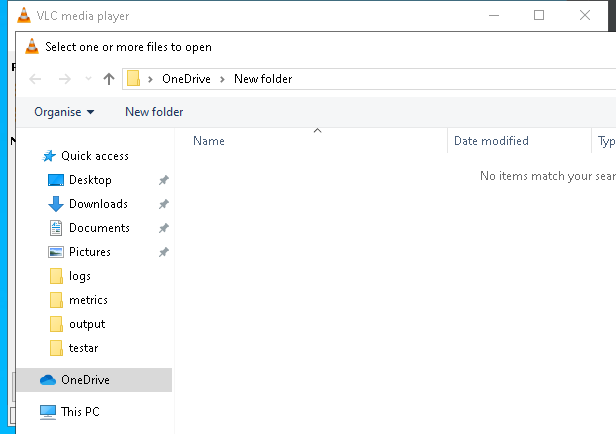 VLC media player
Select one or more files to open
OneDrive > New folder
Organise New folder
Name Date modified Typ
No items match your sear
Quick access
Desktop
Downloads
Documents
Pictures
logs
metrics
output
testar
OneDrive
This PC